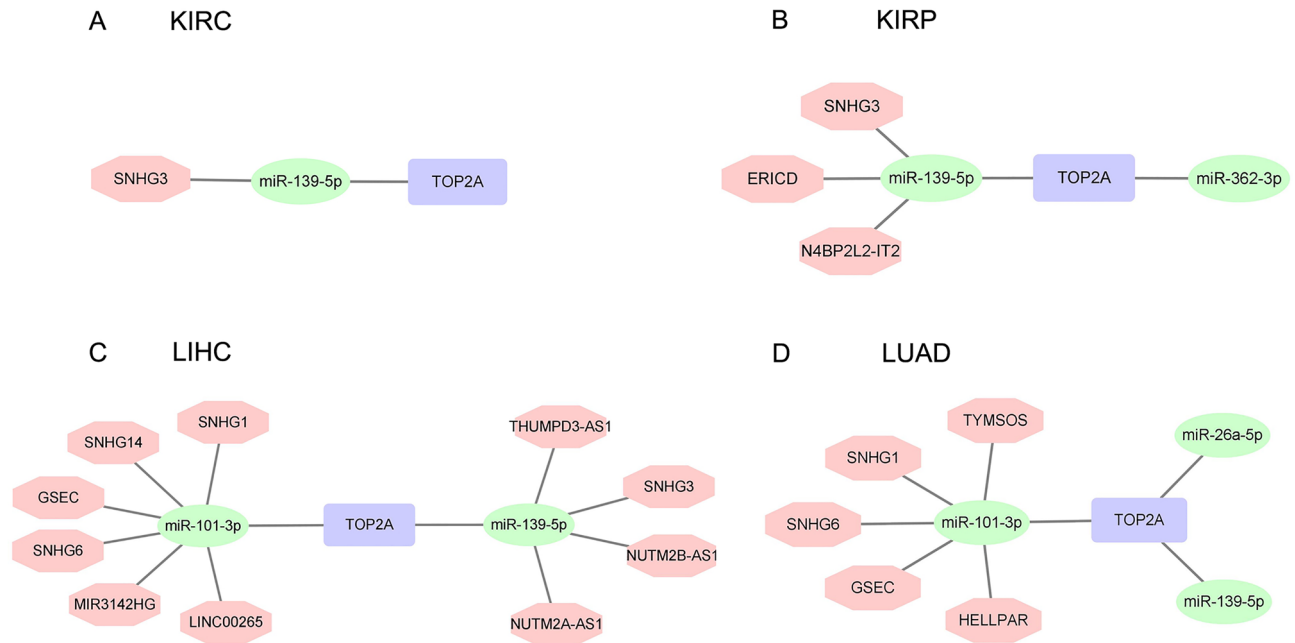 A KIRC
SNHG3
miR-139-5p
TOP2A
B KIRP
SNHG3
ERICD
miR-139-5p
TOP2A
miR-362-3p
N4BP2L2-IT2
C LIHC
SNHG1
SNHG14
GSEC
SNHG6
MIR3142HG
LINC00265
miR-101-3p
TOP2A
miR-139-5p
THUMPD3-AS1
SNHG3
NUTM2B-AS1
NUTM2A-AS1
D LUAD
TYMSOS
SNHG1
SNHG6
GSEC
HELLPAR
miR-101-3p
TOP2A
miR-26a-5p
miR-139-5p